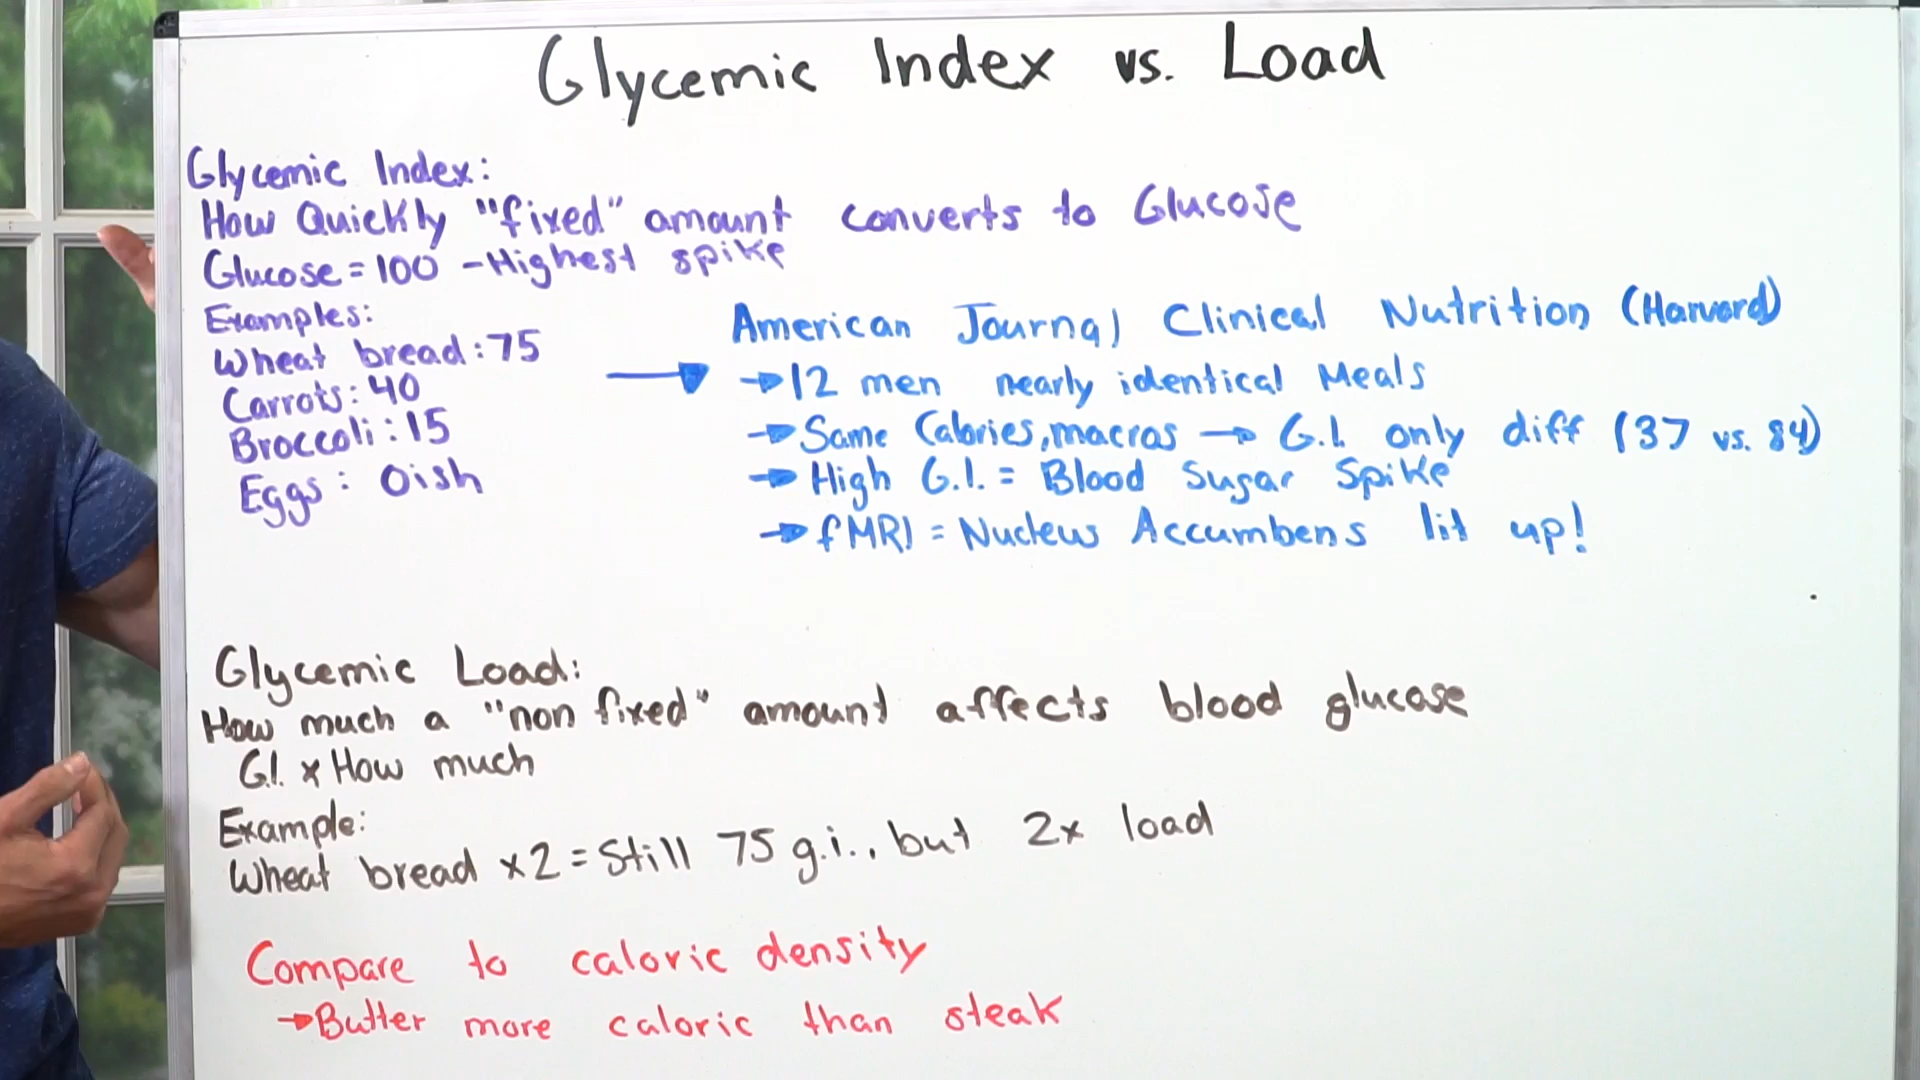 Glycemic Index vs. Load
Glycemic Index:
How Quickly "fixed" amount converts to Glucose
Glucose = 100 - Highest spike
Examples:
Wheat bread: 75
Carrots: 40
Broccoli: 15
Eggs: 0ish
American Journal Clinical Nutrition (Harvard)
→ 12 men nearly identical Meals
→ Same Calories, macros → G.I. only diff (37 vs. 84)
→ High G.I. = Blood Sugar Spike
→ fMRI = Nucleus Accumbens lit up!
Glycemic Load:
How much a "non fixed" amount affects blood glucose
G.I. x How much
Example:
Wheat bread x2 = Still 75 g.i., but 2x load
Compare to caloric density
→ Butter more caloric than steak